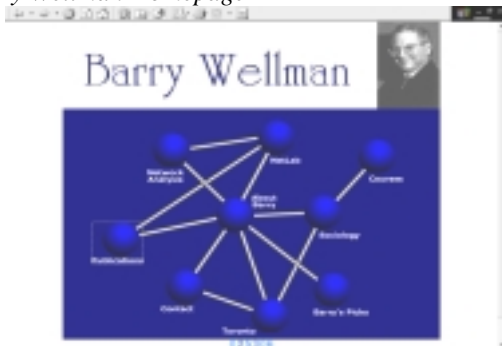 Barry Wellman
Network
Analysis
NetLab
Courses
About
Barry
Sociology
Publications
Contact
Barry's Picks
Toronto